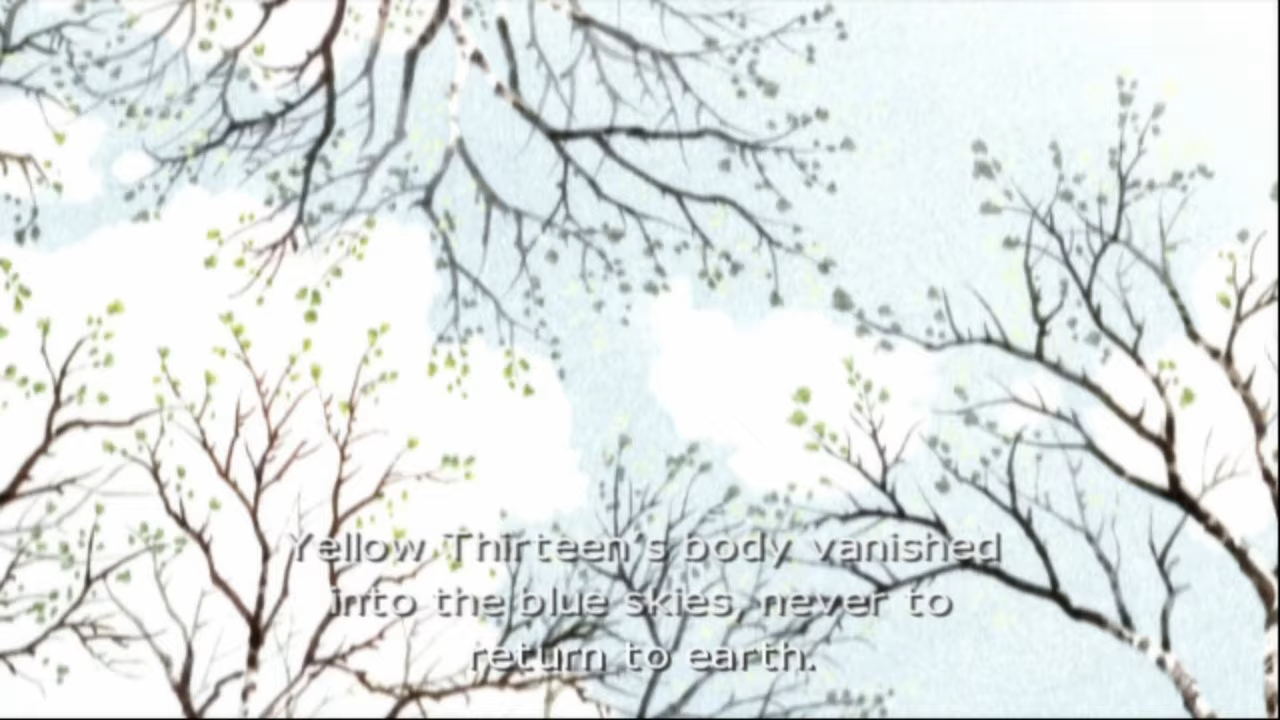 Yellow Thirteen's body vanished
into the blue skies, never to
return to earth.